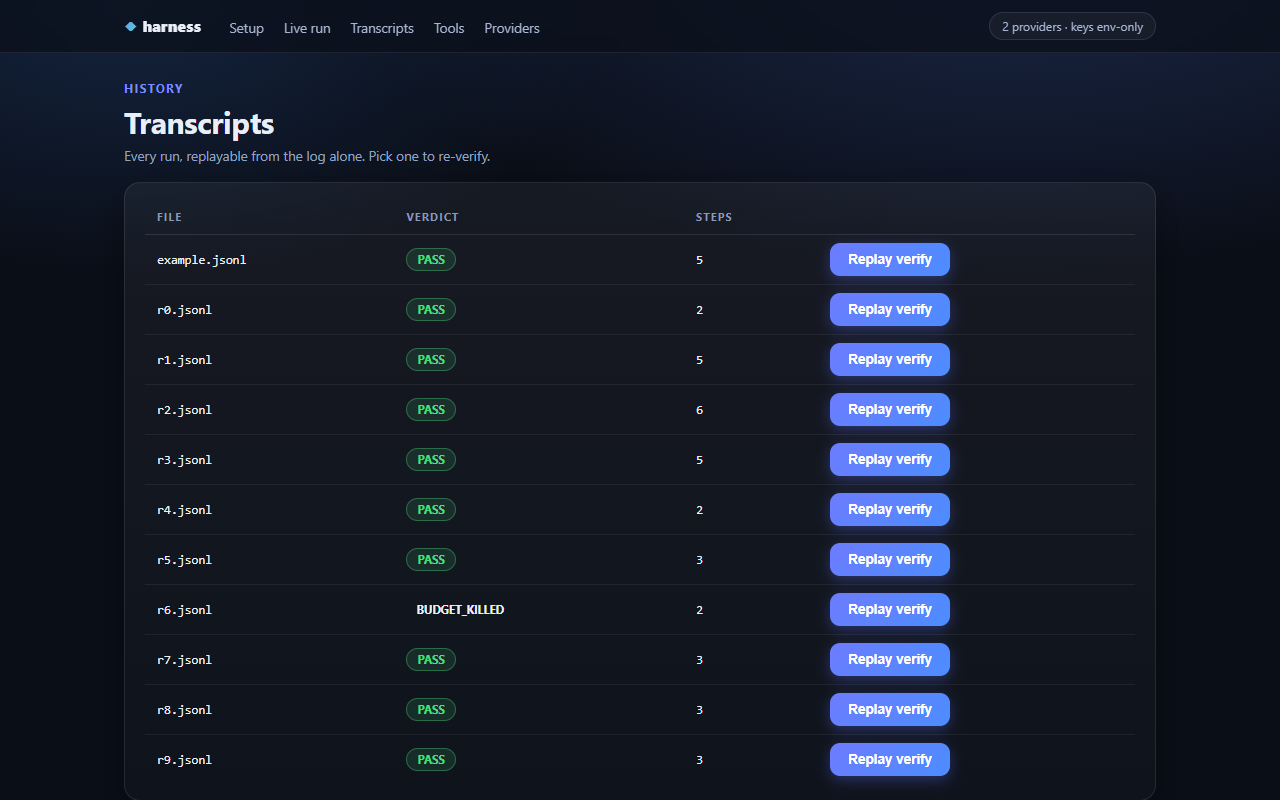 harness Setup Live run Transcripts Tools Providers 2 providers · keys env-only
HISTORY
Transcripts
Every run, replayable from the log alone. Pick one to re-verify.
FILE VERDICT STEPS
example.jsonl PASS 5 Replay verify
r0.jsonl PASS 2 Replay verify
r1.jsonl PASS 5 Replay verify
r2.jsonl PASS 6 Replay verify
r3.jsonl PASS 5 Replay verify
r4.jsonl PASS 2 Replay verify
r5.jsonl PASS 3 Replay verify
r6.jsonl BUDGET_KILLED 2 Replay verify
r7.jsonl PASS 3 Replay verify
r8.jsonl PASS 3 Replay verify
r9.jsonl PASS 3 Replay verify